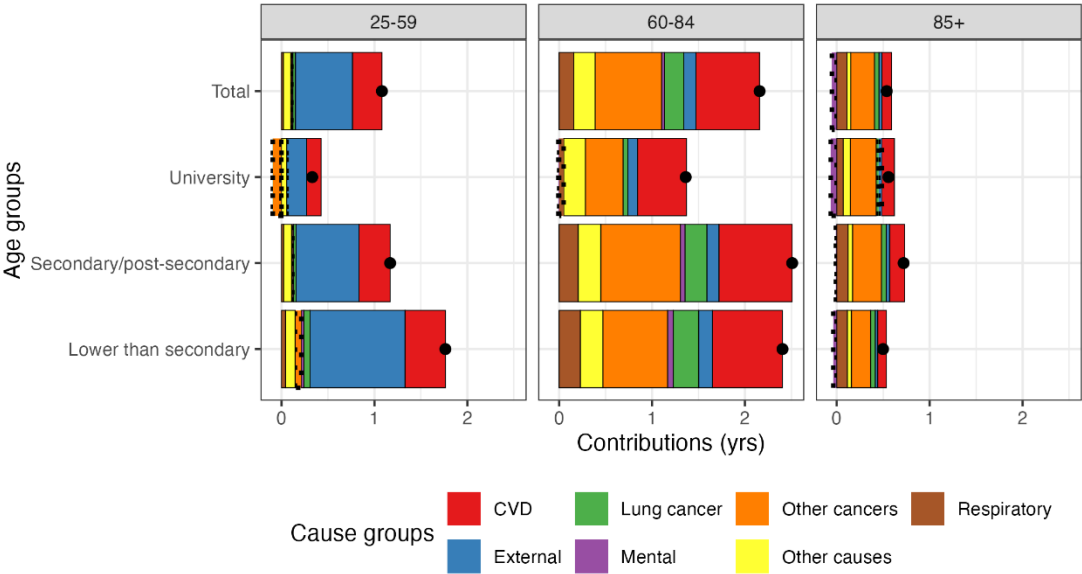 25-59 60-84 85+
Total
University
Secondary/post-secondary
Lower than secondary
Age groups
0 1 2 0 1 2 0 1 2
Contributions (yrs)
Cause groups
CVD Lung cancer Other cancers Respiratory
External Mental Other causes